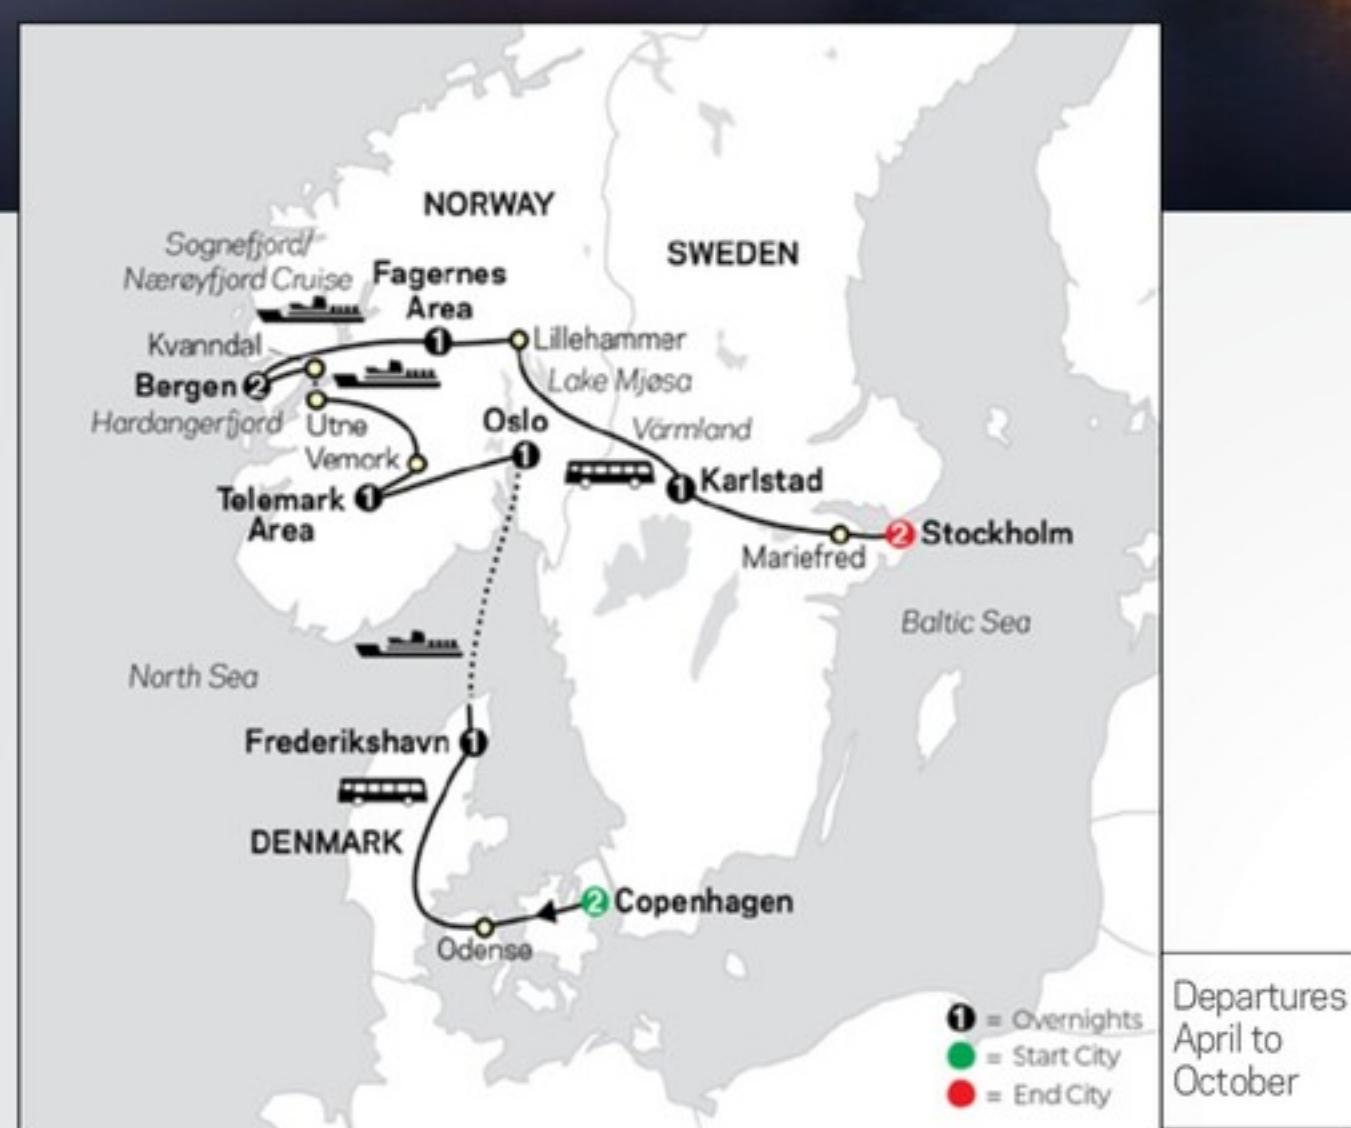 NORWAY
SWEDEN
Sognefjord/
Nærøyfjord Cruise
Fagernes
Area
1
Lillehammer
Kvanndal
Bergen 2
Lake Mjøsa
Hardangerfjord
Utne
Oslo
1
Värmland
Vemork
Telemark 1
Area
1 Karlstad
2 Stockholm
Mariefred
Baltic Sea
North Sea
Frederikshavn 1
DENMARK
2 Copenhagen
Odense
1 = Overnights
= Start City
= End City
Departures
April to
October